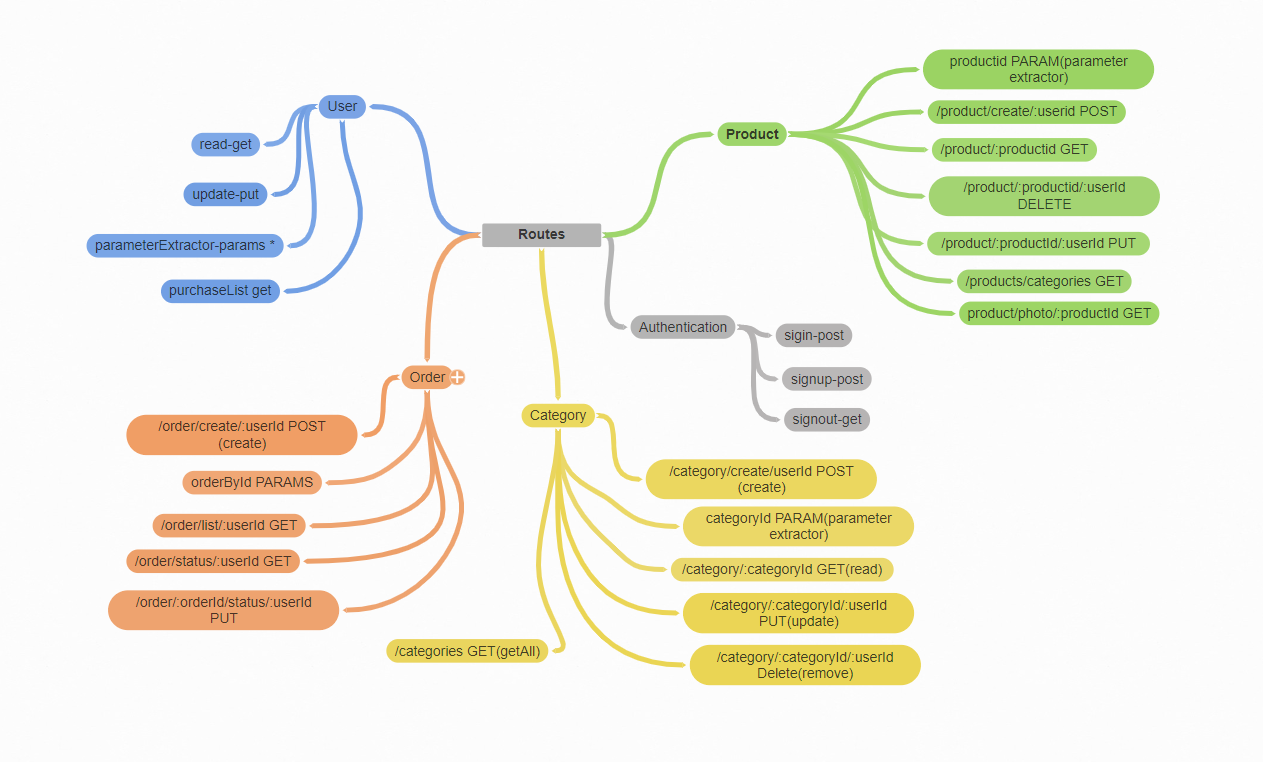 Routes
User
read-get
update-put
parameterExtractor-params *
purchaseList get
Order
/order/create/:userId POST
(create)
orderById PARAMS
/order/list/:userId GET
/order/status/:userId GET
/order/:orderId/status/:userId
PUT
Product
productid PARAM(parameter
extractor)
/product/create/:userid POST
/product/:productid GET
/product/:productid/:userId
DELETE
/product/:productId/:userId PUT
/products/categories GET
product/photo/:productId GET
Authentication
sigin-post
signup-post
signout-get
Category
/category/create/userId POST
(create)
categoryId PARAM(parameter
extractor)
/category/:categoryId GET(read)
/category/:categoryId/:userId
PUT(update)
/category/:categoryId/:userId
Delete(remove)
/categories GET(getAll)